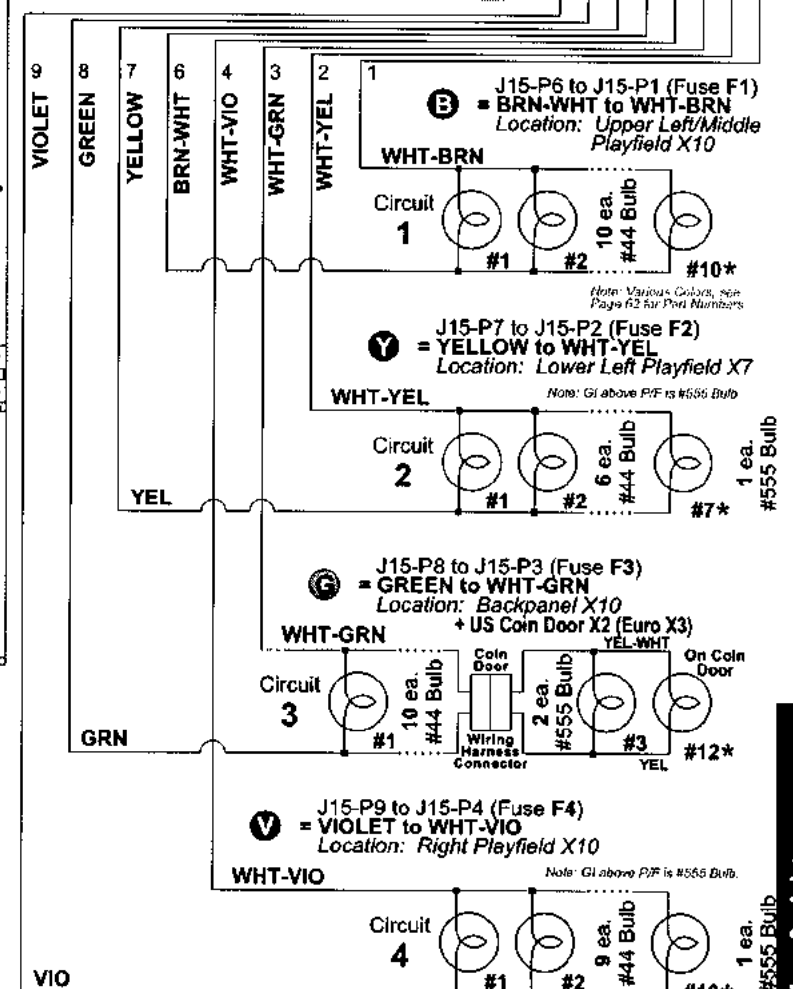 9 8 7 6 4 3 2 1
VIOLET
GREEN
YELLOW
BRN-WHT
WHT-VIO
WHT-GRN
WHT-YEL
J15-P6 to J15-P1 (Fuse F1)
B = BRN-WHT to WHT-BRN
Location: Upper Left/Middle
Playfield X10
WHT-BRN
Circuit
1
10 ea.
#44 Bulb
#1 #2 #10*
Note: Various Colors, see
Page 62 for Part Numbers
J15-P7 to J15-P2 (Fuse F2)
Y = YELLOW to WHT-YEL
Location: Lower Left Playfield X7
WHT-YEL
Note: GI above P/F is #555 Bulb
Circuit
2
6 ea.
#44 Bulb
1 ea.
#555 Bulb
YEL
#1 #2 #7*
J15-P8 to J15-P3 (Fuse F3)
G = GREEN to WHT-GRN
Location: Backpanel X10
+ US Coin Door X2 (Euro X3)
WHT-GRN
YEL-WHT
Coin
Door
On Coin
Door
Circuit
3
10 ea.
#44 Bulb
2 ea.
#555 Bulb
GRN
#1
Wiring
Harness
Connector
#3
YEL
#12*
J15-P9 to J15-P4 (Fuse F4)
V = VIOLET to WHT-VIO
Location: Right Playfield X10
WHT-VIO
Note: GI above P/F is #555 Bulb.
Circuit
4
9 ea.
#44 Bulb
1 ea.
#555 Bulb
VIO
#1 #2 #10*